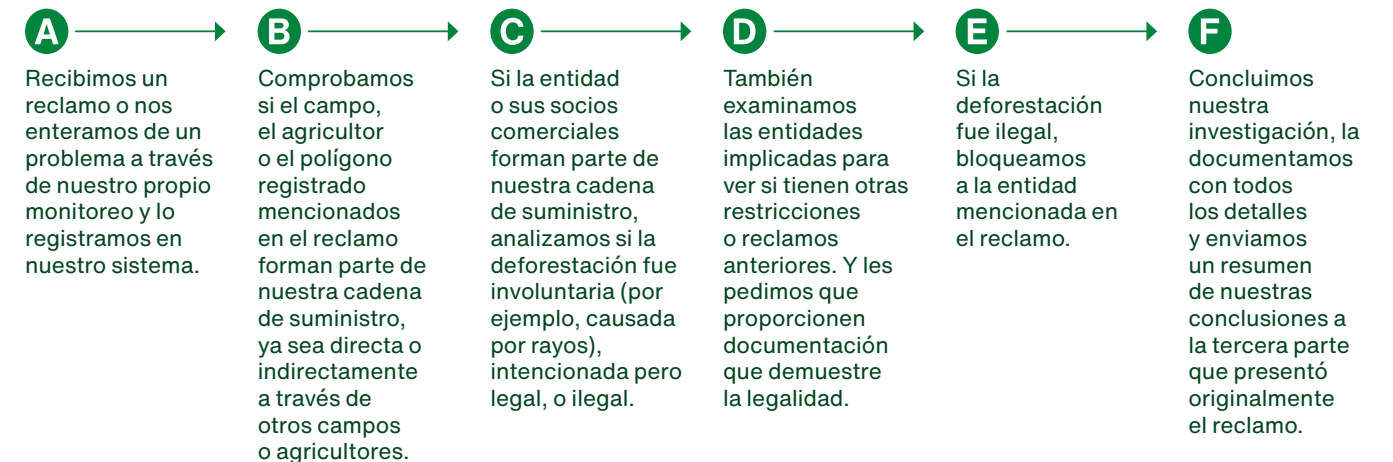 A
Recibimos un
reclamo o nos
enteramos de un
problema a través
de nuestro propio
monitoreo y lo
registramos en
nuestro sistema.
B
Comprobamos
si el campo,
el agricultor
o el polígono
registrado
mencionados
en el reclamo
forman parte de
nuestra cadena
de suministro,
ya sea directa o
indirectamente
a través de
otros campos
o agricultores.
C
Si la entidad
o sus socios
comerciales
forman parte de
nuestra cadena
de suministro,
analizamos si la
deforestación fue
involuntaria (por
ejemplo, causada
por rayos),
intencionada pero
legal, o ilegal.
D
También
examinamos
las entidades
implicadas para
ver si tienen otras
restricciones
o reclamos
anteriores. Y les
pedimos que
proporcionen
documentación
que demuestre
la legalidad.
E
Si la
deforestación
fue ilegal,
bloqueamos
a la entidad
mencionada en
el reclamo.
F
Concluimos
nuestra
investigación, la
documentamos
con todos
los detalles
y enviamos
un resumen
de nuestras
conclusiones a
la tercera parte
que presentó
originalmente
el reclamo.